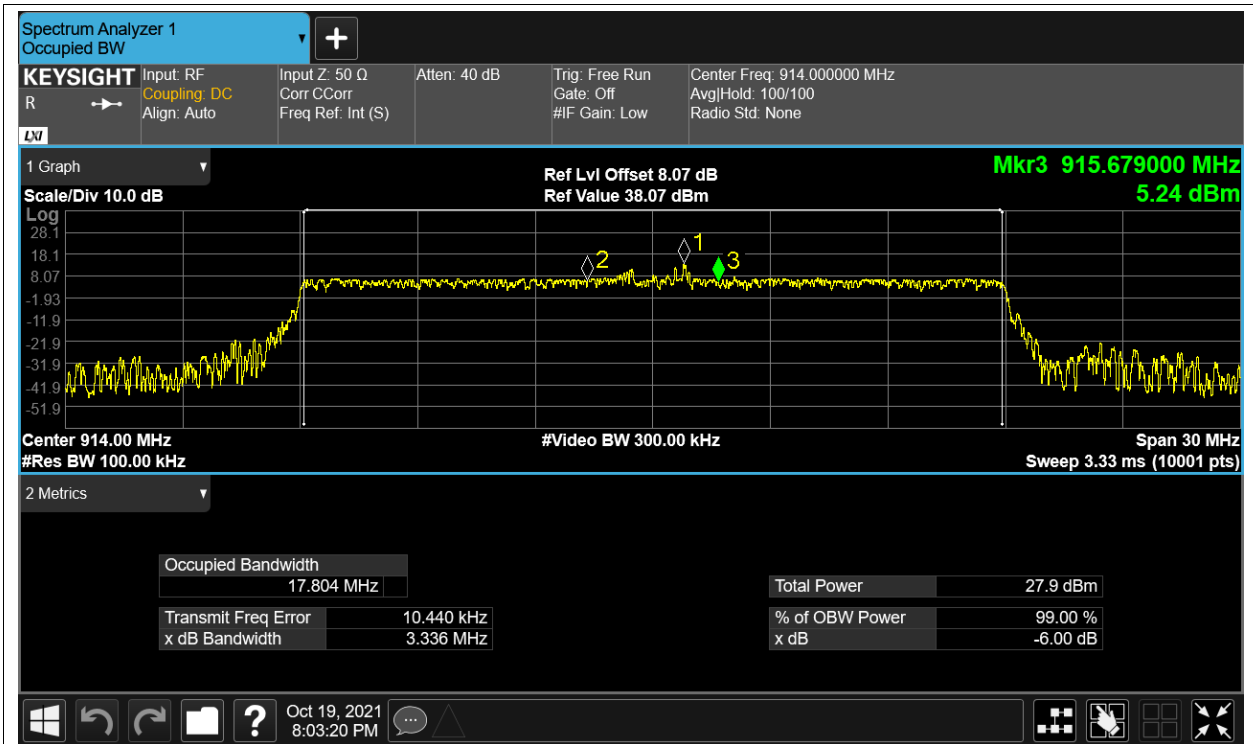 Spectrum Analyzer 1
Occupied BW
KEYSIGHT Input: RF Input Z: 50 Ω Atten: 40 dB Trig: Free Run Center Freq: 914.000000 MHz
R Coupling: DC Corr CCorr Gate: Off Avg|Hold: 100/100
Align: Auto Freq Ref: Int (S) #IF Gain: Low Radio Std: None
LXI
1 Graph Ref Lvl Offset 8.07 dB Mkr3 915.679000 MHz
Scale/Div 10.0 dB Ref Value 38.07 dBm 5.24 dBm
Log
28.1
18.1
8.07
-1.93
-11.9
-21.9
-31.9
-41.9
-51.9
2 1 3
Center 914.00 MHz #Video BW 300.00 kHz Span 30 MHz
#Res BW 100.00 kHz Sweep 3.33 ms (10001 pts)
2 Metrics
Occupied Bandwidth
17.804 MHz Total Power 27.9 dBm
Transmit Freq Error 10.440 kHz % of OBW Power 99.00 %
x dB Bandwidth 3.336 MHz x dB -6.00 dB
? Oct 19, 2021
8:03:20 PM